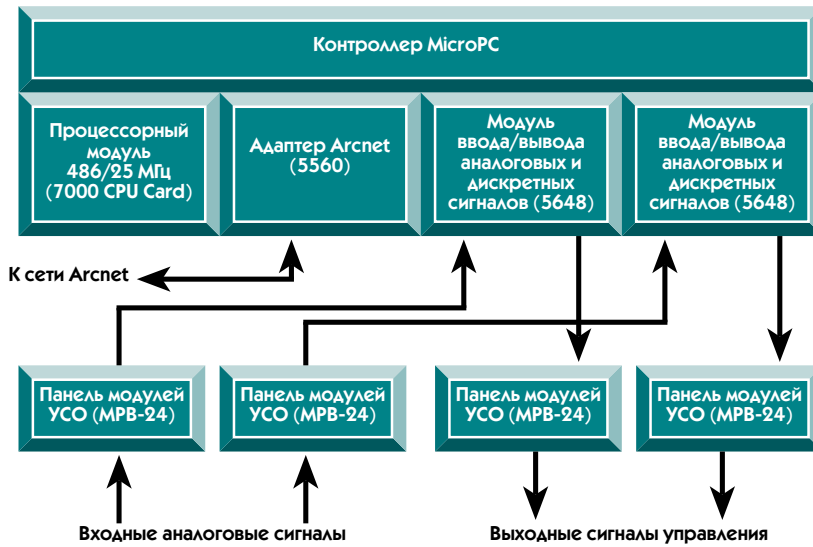 Контроллер MicroPC
Процессорный
модуль
486/25 МГц
(7000 CPU Card)
Адаптер Arcnet
(5560)
Модуль
ввода/вывода
аналоговых и
дискретных
сигналов (5648)
Модуль
ввода/вывода
аналоговых и
дискретных
сигналов (5648)
К сети Arcnet
Панель модулей
УСО (МРВ-24)
Панель модулей
УСО (МРВ-24)
Панель модулей
УСО (МРВ-24)
Панель модулей
УСО (МРВ-24)
Входные аналоговые сигналы
Выходные сигналы управления